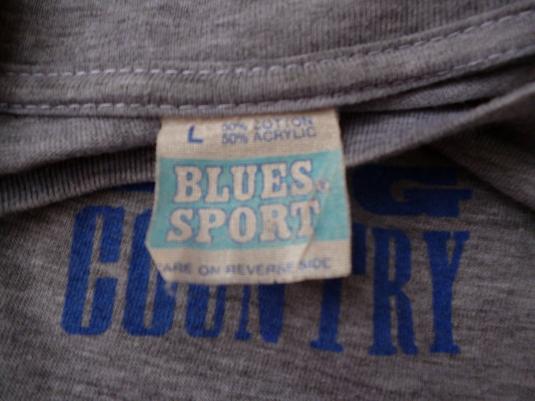 L 50% COTTON
50% ACRYLIC
BLUES
SPORT
CARE ON REVERSE SIDE
COUNTRY